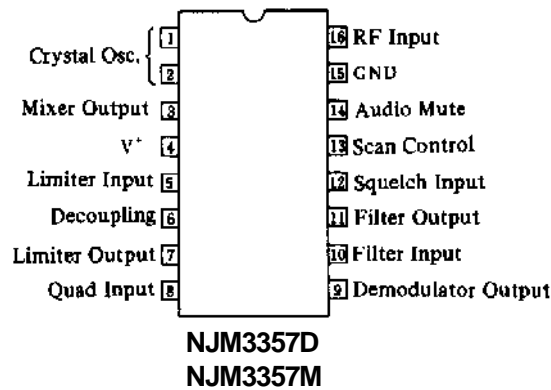 Crystal Osc.
1
2
Mixer Output 3
V+ 4
Limiter Input 5
Decoupling 6
Limiter Output 7
Quad Input 8
16 RF Input
15 GND
14 Audio Mute
13 Scan Control
12 Squelch Input
11 Filter Output
10 Filter Input
9 Demodulator Output
NJM3357D
NJM3357M